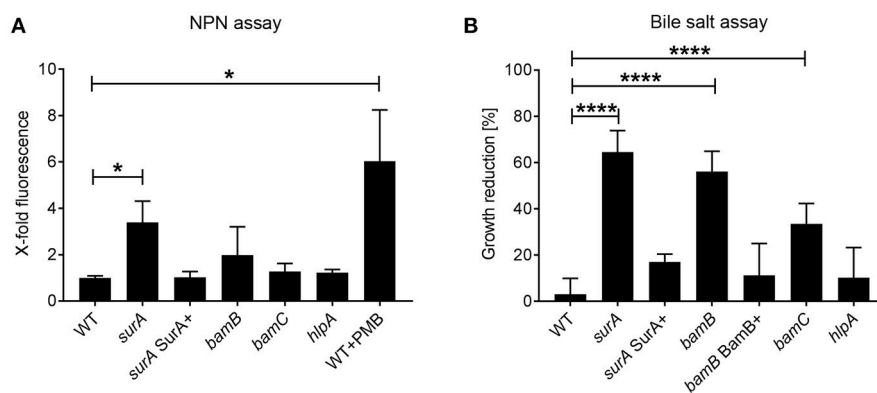 A
NPN assay
X-fold fluorescence
10
8
6
4
2
0
*
*
WT
surA
surA SurA+
bamB
bamC
hlpA
WT+PMB
B
Bile salt assay
Growth reduction [%]
100
80
60
40
20
0
****
****
****
WT
surA
surA SurA+
bamB
bamB BamB+
bamC
hlpA